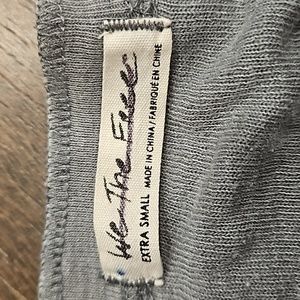 We The Free
EXTRA SMALL
MADE IN CHINA / FABRIQUÉ EN CHINE